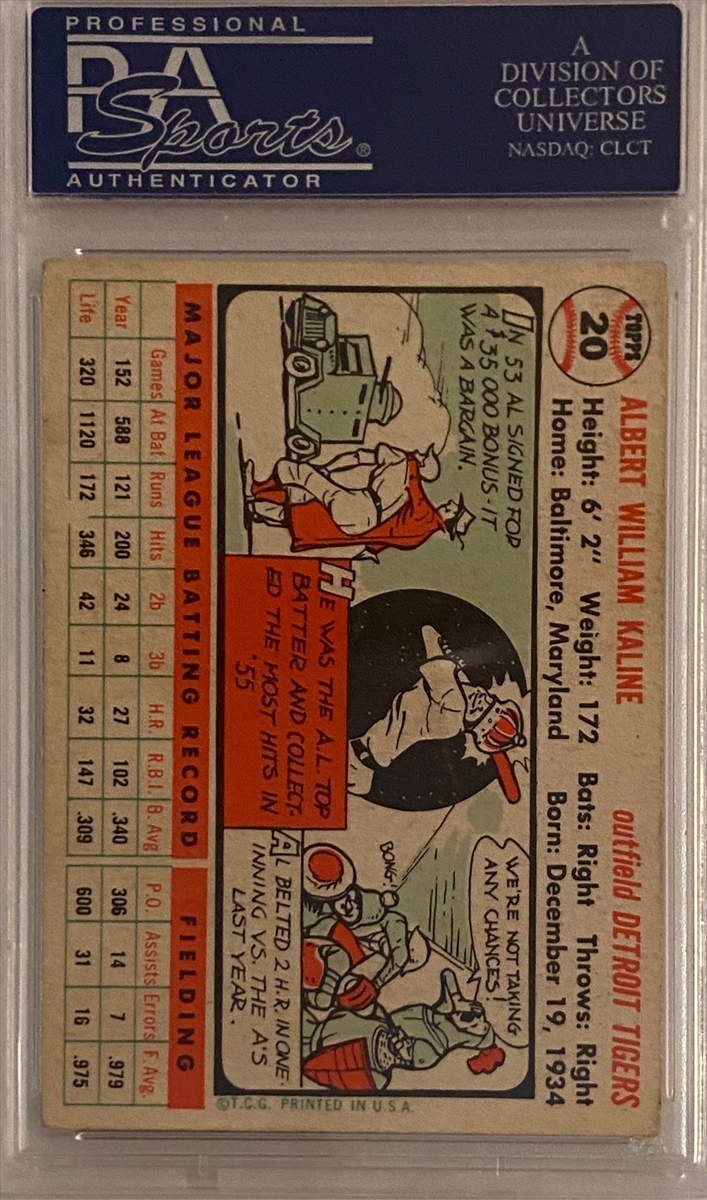 PROFESSIONAL
PSA
Sports®
AUTHENTICATOR
A
DIVISION OF
COLLECTORS
UNIVERSE
NASDAQ: CLCT
TOPPS
20
ALBERT WILLIAM KALINE outfield DETROIT TIGERS
Height: 6' 2" Weight: 172 Bats: Right Throws: Right
Home: Baltimore, Maryland Born: December 19, 1934
IN '53 AL SIGNED FOR
A $35 000 BONUS-IT
WAS A BARGAIN.
HE WAS THE A.L. TOP
BATTER AND COLLECT-
ED THE MOST HITS IN
'55
WE'RE NOT TAKING
ANY CHANCES!
BONG!
AL BELTED 2 H.R. IN ONE
INNING VS. THE A'S
LAST YEAR.
MAJOR LEAGUE BATTING RECORD FIELDING
Games At Bat Runs Hits 2b 3b H.R. R.B.I. B. Avg P.O. Assists Errors F. Avg.
Year 152 588 121 200 24 8 27 102 .340 306 14 7 .979
Life 320 1120 172 346 42 11 32 147 .309 600 31 16 .975
©T.C.G. PRINTED IN U.S.A.